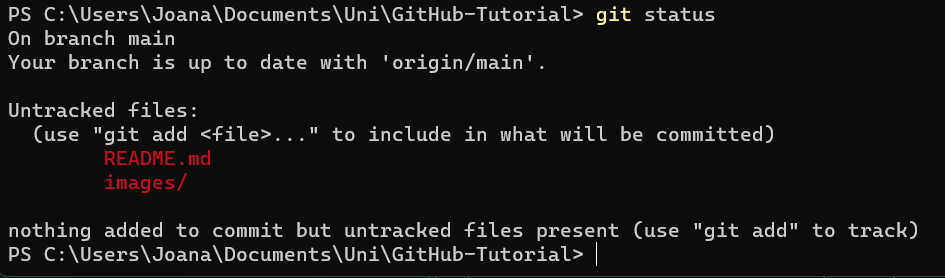 PS C:\Users\Joana\Documents\Uni\GitHub-Tutorial> git status
On branch main
Your branch is up to date with 'origin/main'.

Untracked files:
  (use "git add <file>..." to include in what will be committed)
        README.md
        images/

nothing added to commit but untracked files present (use "git add" to track)
PS C:\Users\Joana\Documents\Uni\GitHub-Tutorial>